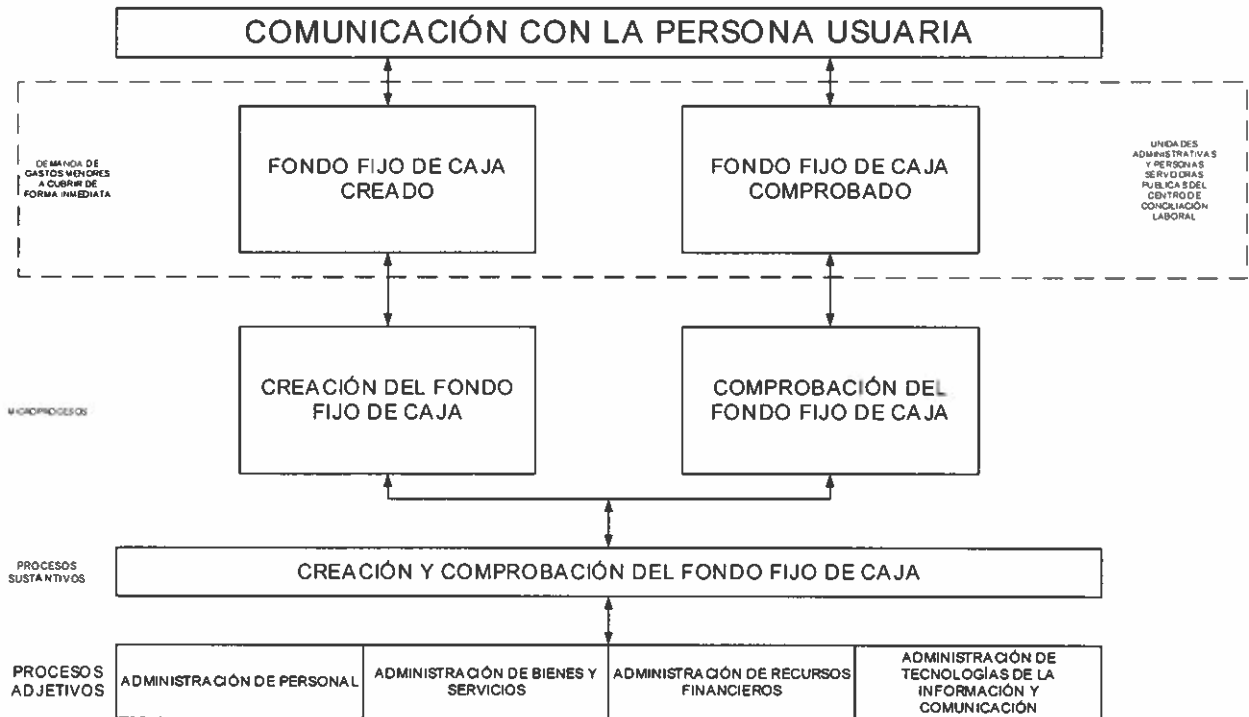 COMUNICACIÓN CON LA PERSONA USUARIA
DEMANDA DE
GASTOS MENORES
A CUBRIR DE
FORMA INMEDIATA
FONDO FIJO DE CAJA
CREADO
FONDO FIJO DE CAJA
COMPROBADO
UNIDADES
ADMINISTRATIVAS
Y PERSONAS
SERVIDORAS
PUBLICAS DEL
CENTRO DE
CONCILIACIÓN
LABORAL
MICROPROCESOS
CREACIÓN DEL FONDO
FIJO DE CAJA
COMPROBACIÓN DEL
FONDO FIJO DE CAJA
PROCESOS
SUSTANTIVOS
CREACIÓN Y COMPROBACIÓN DEL FONDO FIJO DE CAJA
PROCESOS
ADJETIVOS
ADMINISTRACIÓN DE PERSONAL
ADMINISTRACIÓN DE BIENES Y
SERVICIOS
ADMINISTRACIÓN DE RECURSOS
FINANCIEROS
ADMINISTRACIÓN DE
TECNOLOGÍAS DE LA
INFORMACIÓN Y
COMUNICACIÓN